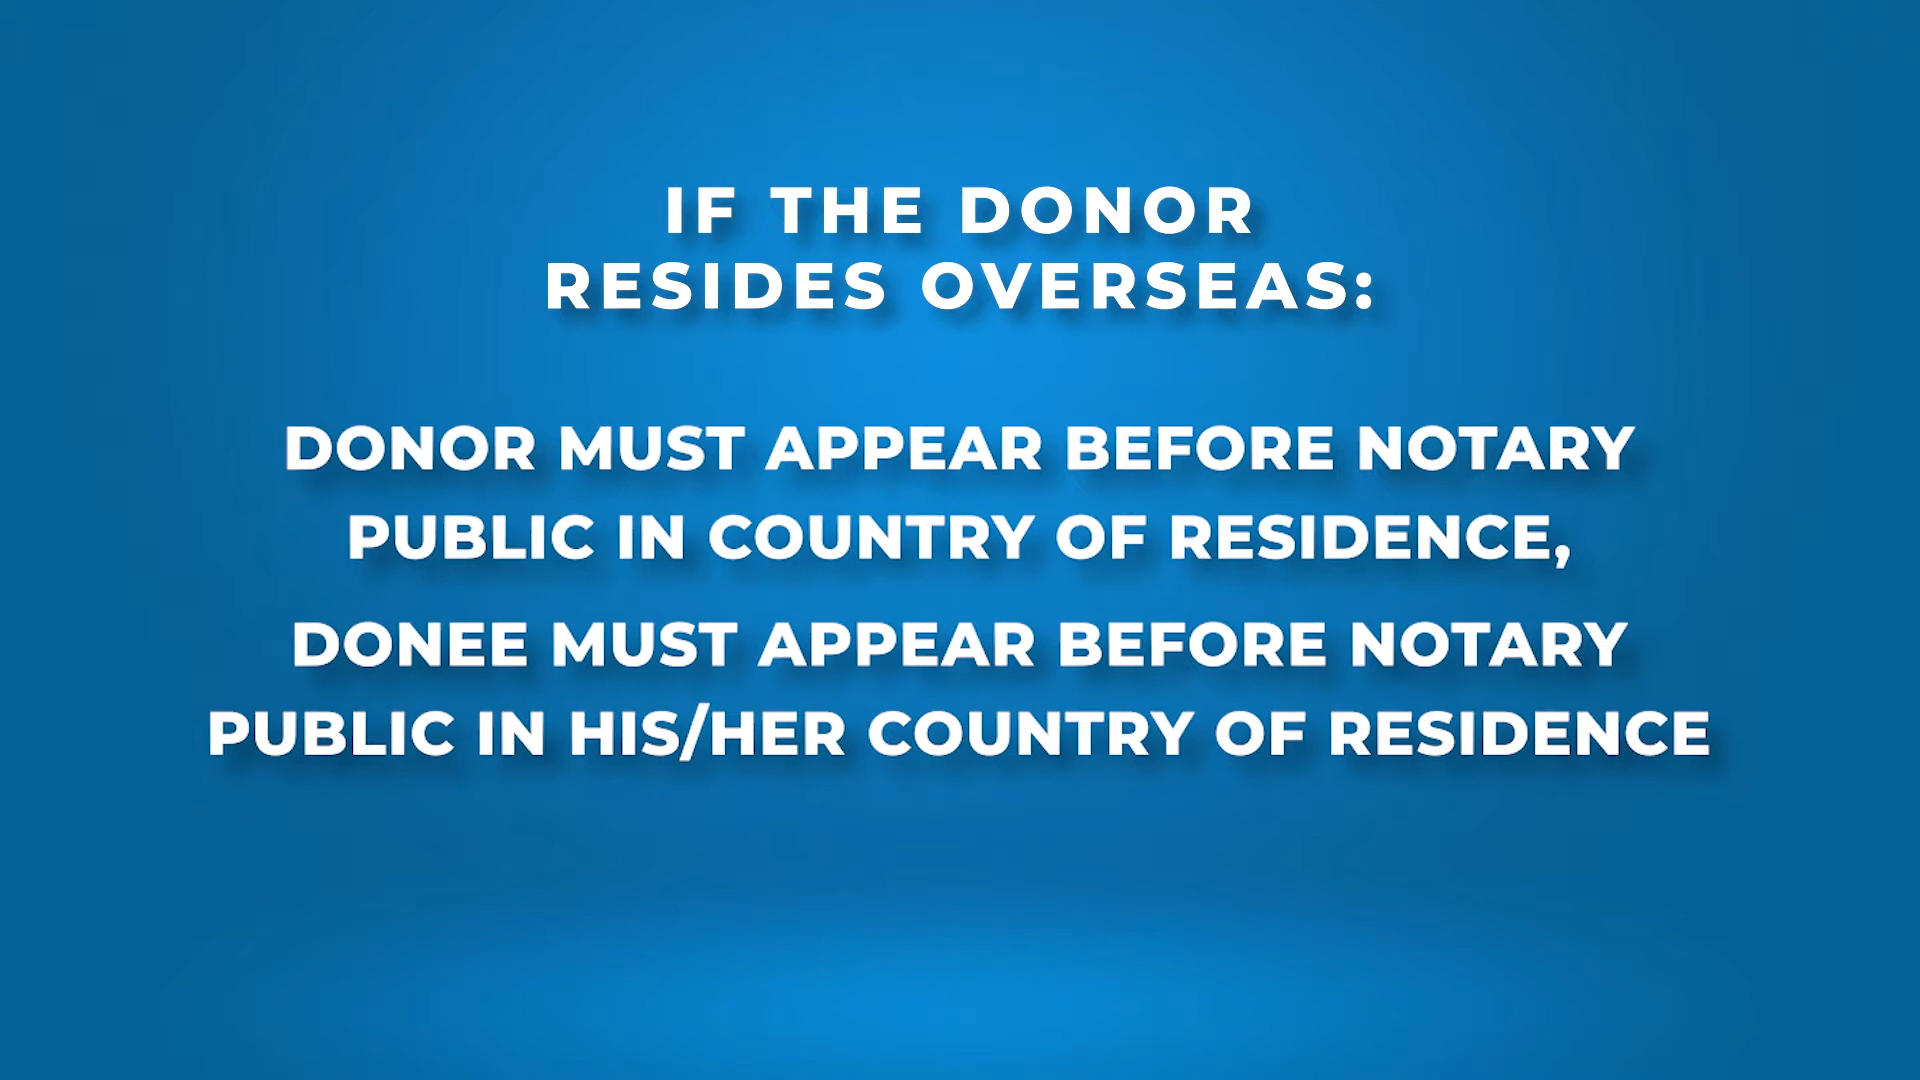 IF THE DONOR
RESIDES OVERSEAS:
DONOR MUST APPEAR BEFORE NOTARY
PUBLIC IN COUNTRY OF RESIDENCE,
DONEE MUST APPEAR BEFORE NOTARY
PUBLIC IN HIS/HER COUNTRY OF RESIDENCE